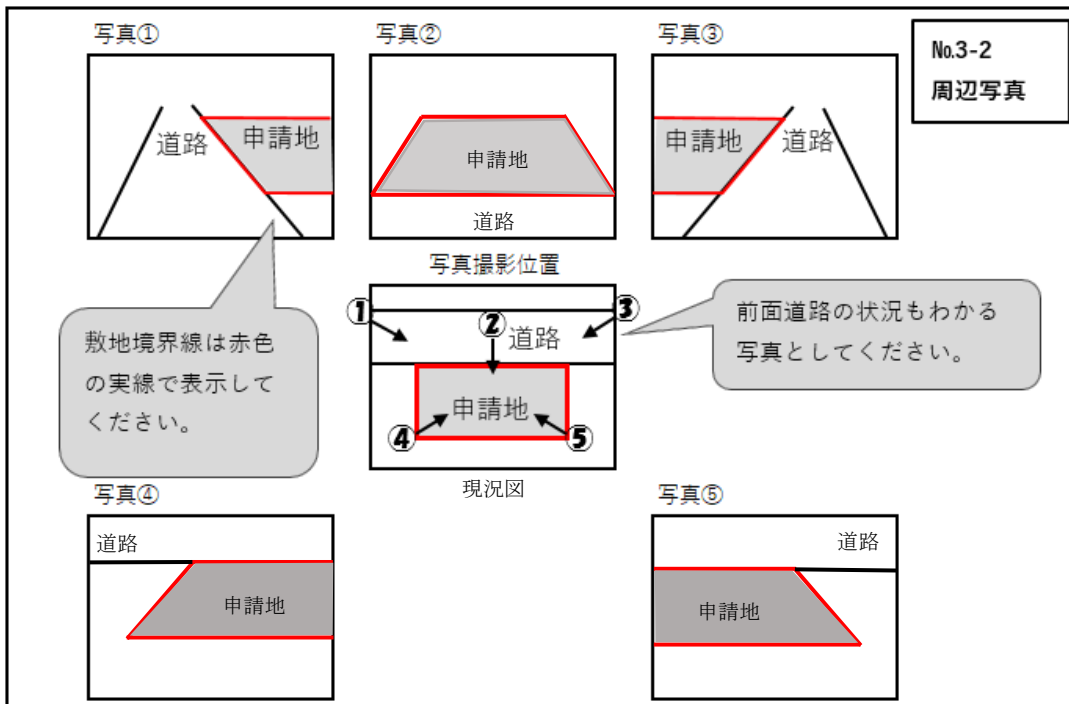 写真①
写真②
写真③
№3-2
周辺写真
道路
申請地
申請地
道路
申請地
道路
敷地境界線は赤色
の実線で表示して
ください。
写真撮影位置
①
②
③
道路
申請地
④
⑤
現況図
前面道路の状況もわかる
写真としてください。
写真④
写真⑤
道路
申請地
道路
申請地